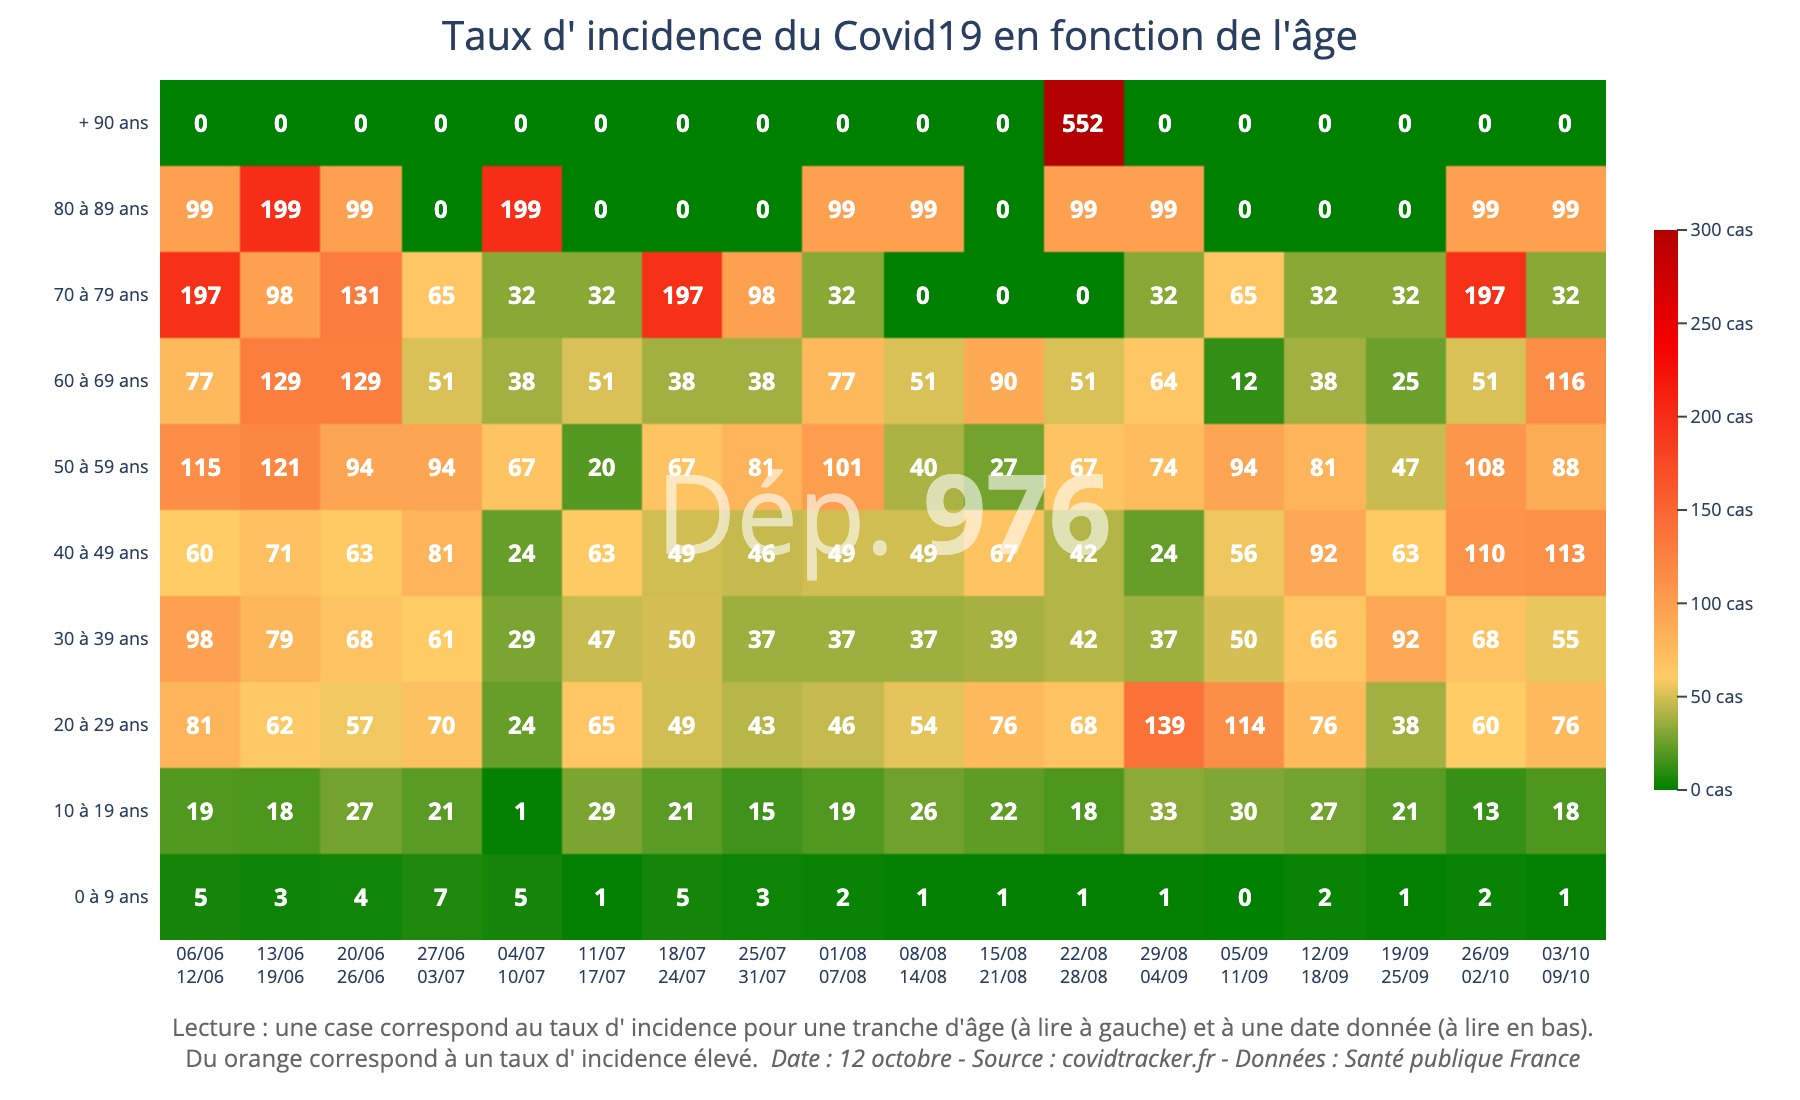 Taux d' incidence du Covid19 en fonction de l'âge
+ 90 ans 0 0 0 0 0 0 0 0 0 0 0 552 0 0 0 0 0 0
80 à 89 ans 99 199 99 0 199 0 0 0 99 99 0 99 99 0 0 0 99 99
70 à 79 ans 197 98 131 65 32 32 197 98 32 0 0 0 32 65 32 32 197 32
60 à 69 ans 77 129 129 51 38 51 38 38 77 51 90 51 64 12 38 25 51 116
50 à 59 ans 115 121 94 94 67 20 67 81 101 40 27 67 74 94 81 47 108 88
Dép. 976
40 à 49 ans 60 71 63 81 24 63 49 46 49 49 67 42 24 56 92 63 110 113
30 à 39 ans 98 79 68 61 29 47 50 37 37 37 39 42 37 50 66 92 68 55
20 à 29 ans 81 62 57 70 24 65 49 43 46 54 76 68 139 114 76 38 60 76
10 à 19 ans 19 18 27 21 1 29 21 15 19 26 22 18 33 30 27 21 13 18
0 à 9 ans 5 3 4 7 5 1 5 3 2 1 1 1 1 0 2 1 2 1
06/06 13/06 20/06 27/06 04/07 11/07 18/07 25/07 01/08 08/08 15/08 22/08 29/08 05/09 12/09 19/09 26/09 03/10
12/06 19/06 26/06 03/07 10/07 17/07 24/07 31/07 07/08 14/08 21/08 28/08 04/09 11/09 18/09 25/09 02/10 09/10
300 cas
250 cas
200 cas
150 cas
100 cas
50 cas
0 cas
Lecture : une case correspond au taux d' incidence pour une tranche d'âge (à lire à gauche) et à une date donnée (à lire en bas).
Du orange correspond à un taux d' incidence élevé. Date : 12 octobre - Source : covidtracker.fr - Données : Santé publique France